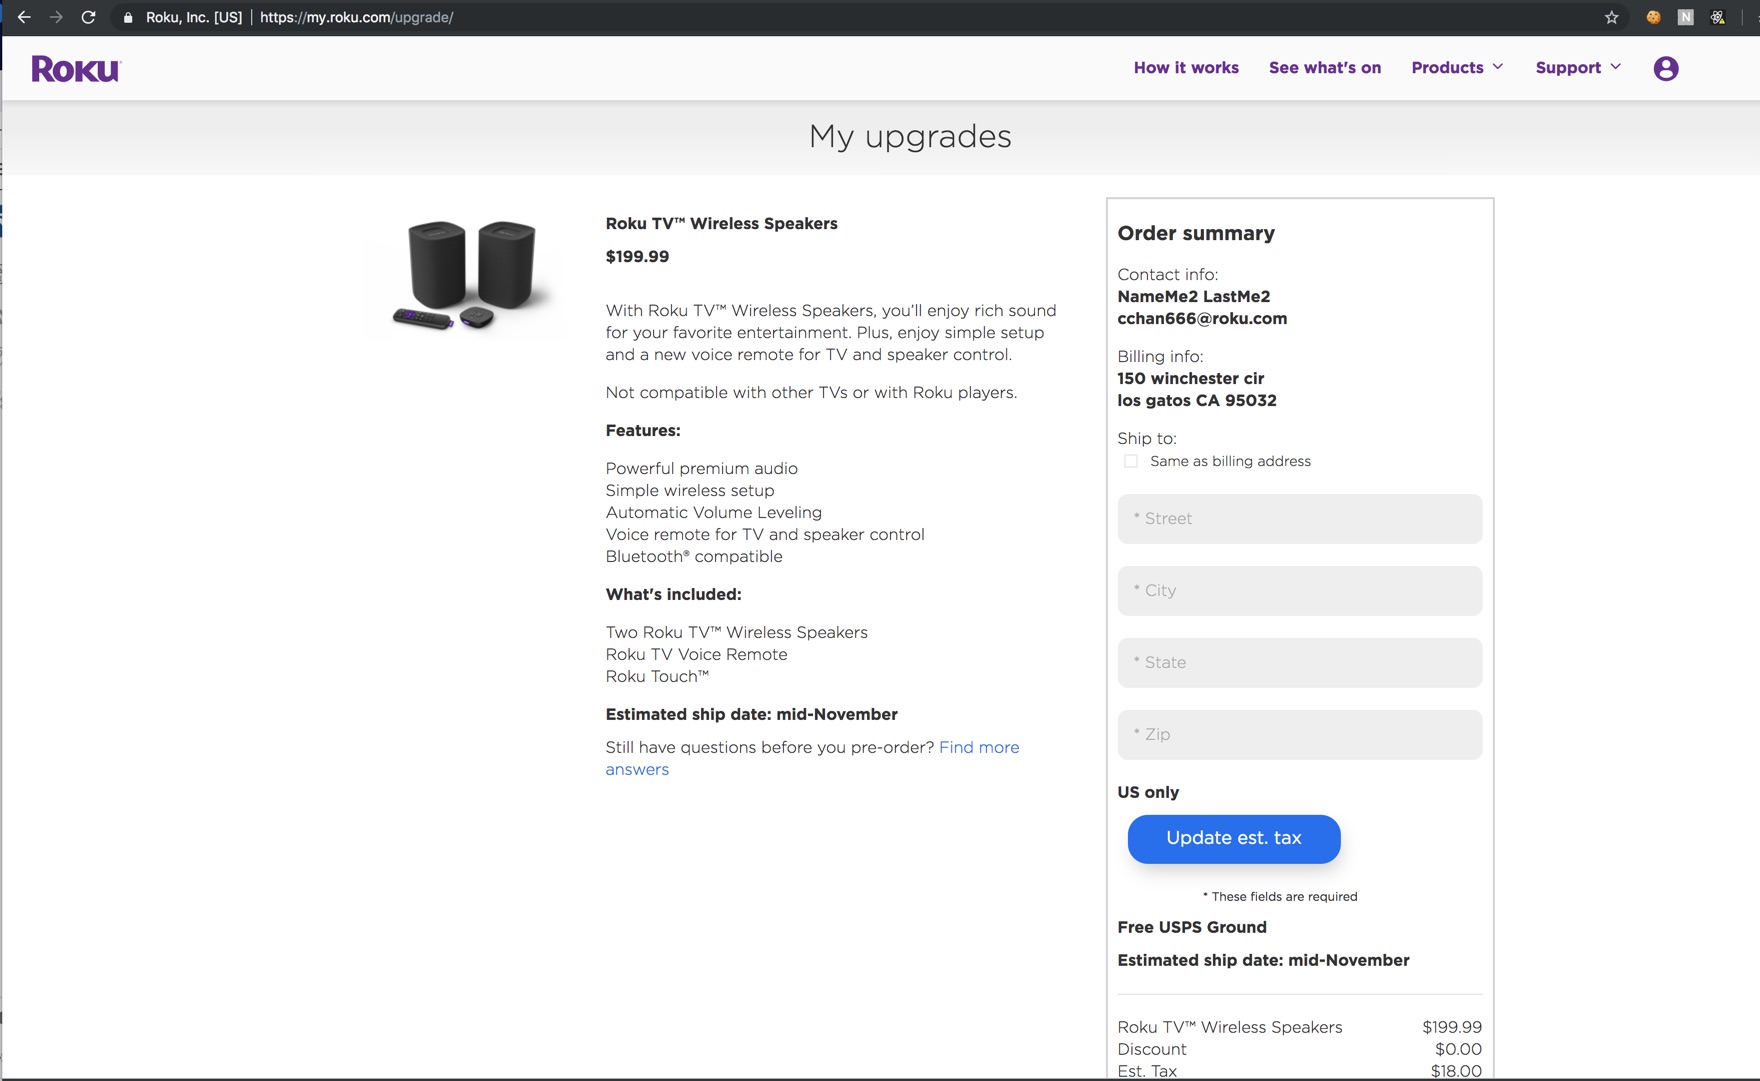 Roku, Inc. [US] | https://my.roku.com/upgrade/
N
Roku
How it works
See what's on
Products
Support
My upgrades
Roku TV™ Wireless Speakers
$199.99
With Roku TV™ Wireless Speakers, you'll enjoy rich sound
for your favorite entertainment. Plus, enjoy simple setup
and a new voice remote for TV and speaker control.
Not compatible with other TVs or with Roku players.
Features:
Powerful premium audio
Simple wireless setup
Automatic Volume Leveling
Voice remote for TV and speaker control
Bluetooth® compatible
What's included:
Two Roku TV™ Wireless Speakers
Roku TV Voice Remote
Roku Touch™
Estimated ship date: mid-November
Still have questions before you pre-order? Find more
answers
Order summary
Contact info:
NameMe2 LastMe2
cchan666@roku.com
Billing info:
150 winchester cir
los gatos CA 95032
Ship to:
Same as billing address
* Street
* City
* State
* Zip
US only
Update est. tax
* These fields are required
Free USPS Ground
Estimated ship date: mid-November
Roku TV™ Wireless Speakers $199.99
Discount $0.00
Est. Tax $18.00